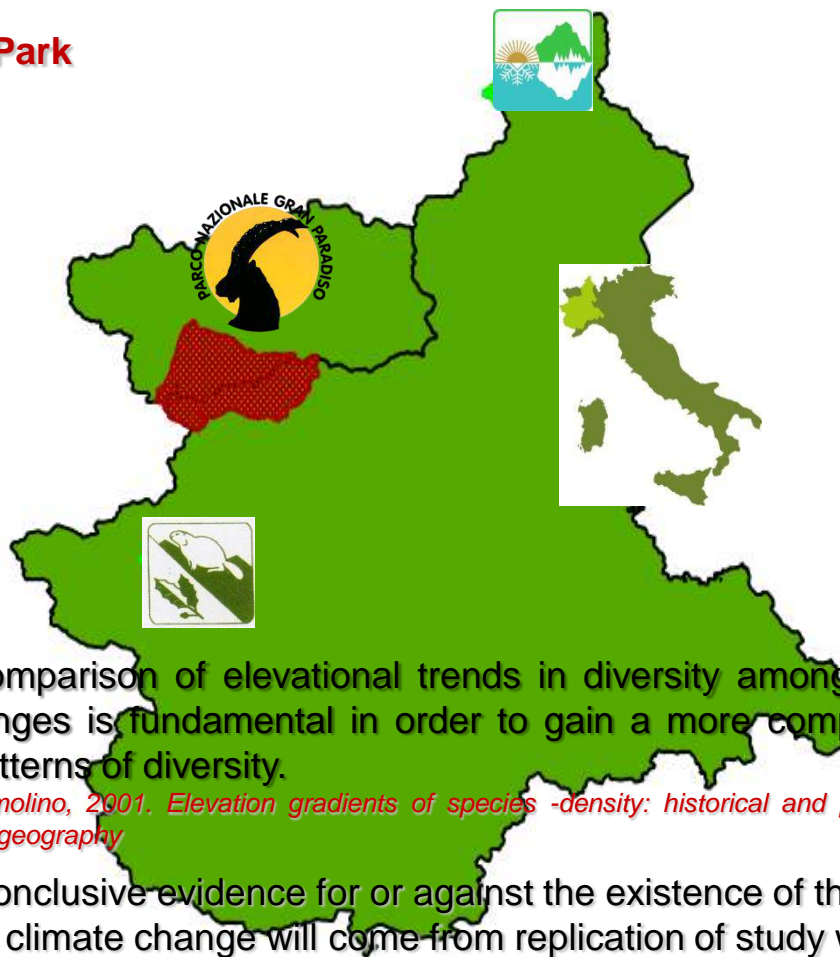 Park
PARCO NAZIONALE GRAN PARADISO
omparison of elevational trends in diversity among
nges is fundamental in order to gain a more comp
tterns of diversity.
molino, 2001. Elevation gradients of species -density: historical and p
geography
onclusive evidence for or against the existence of th
climate change will come from replication of study w